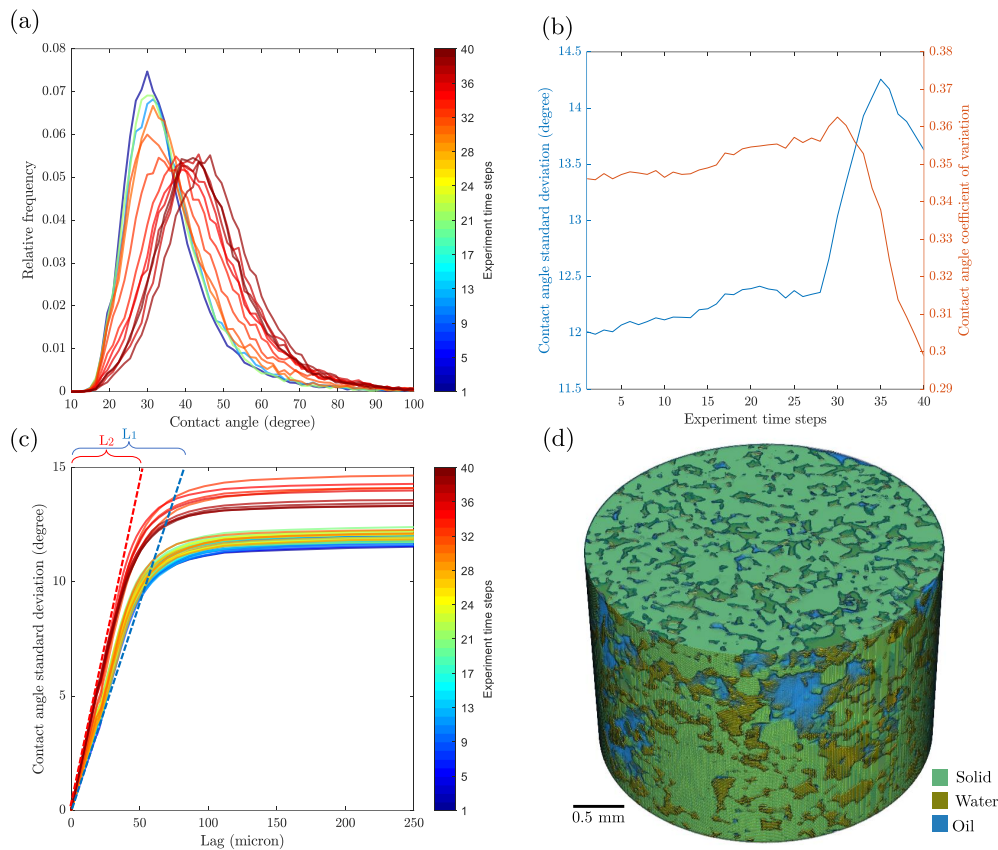 (a)
0.08
0.07
0.06
0.05
0.04
0.03
0.02
0.01
0
Relative frequency
10 20 30 40 50 60 70 80 90 100
Contact angle (degree)
40
36
32
28
24
21
17
13
9
5
1
Experiment time steps
(b)
14.5
14
13.5
13
12.5
12
11.5
Contact angle standard deviation (degree)
5 10 15 20 25 30 35 40
Experiment time steps
0.38
0.37
0.36
0.35
0.34
0.33
0.32
0.31
0.3
0.29
Contact angle coefficient of variation
(c)
L1
L2
15
10
5
0
Contact angle standard deviation (degree)
0 50 100 150 200 250
Lag (micron)
40
36
32
28
24
21
17
13
9
5
1
Experiment time steps
(d)
0.5 mm
Solid
Water
Oil